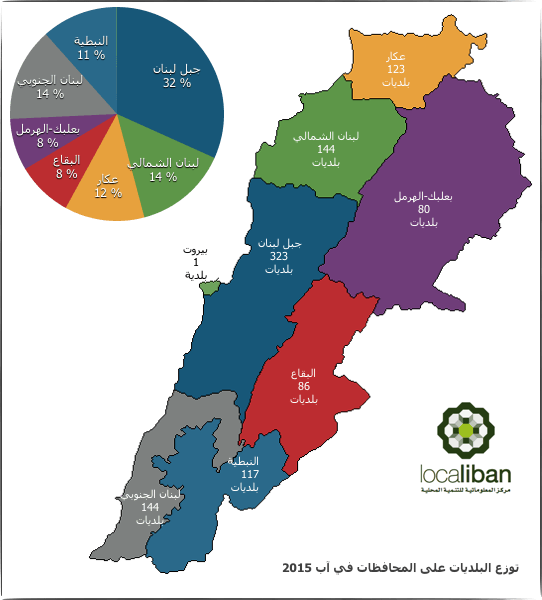 النبطية
11 %
جبل لبنان
32 %
لبنان الجنوبي
14 %
بعلبك-الهرمل
8 %
البقاع
8 %
عكار
12 %
لبنان الشمالي
14 %
عكار
123
بلديات
لبنان الشمالي
144
بلديات
بعلبك-الهرمل
80
بلديات
جبل لبنان
323
بلديات
بيروت
1
بلدية
البقاع
86
بلديات
النبطية
117
بلديات
لبنان الجنوبي
144
بلديات
localiban
مركز المعلوماتية للتنمية المحلية
توزع البلديات على المحافظات في آب 2015